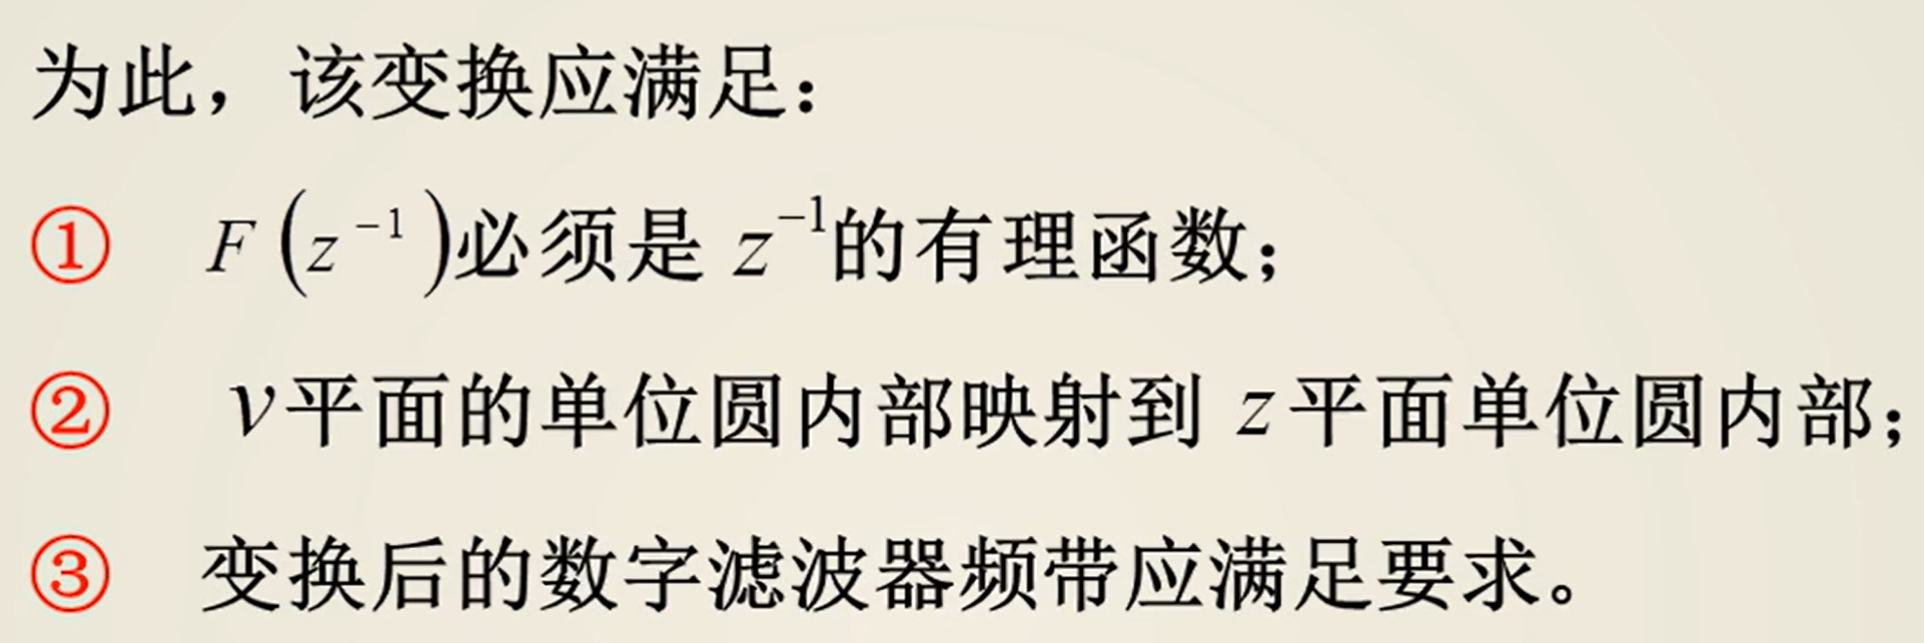 为此，该变换应满足：
① F(z⁻¹)必须是 z⁻¹的有理函数；
② v平面的单位圆内部映射到 z平面单位圆内部；
③ 变换后的数字滤波器频带应满足要求。